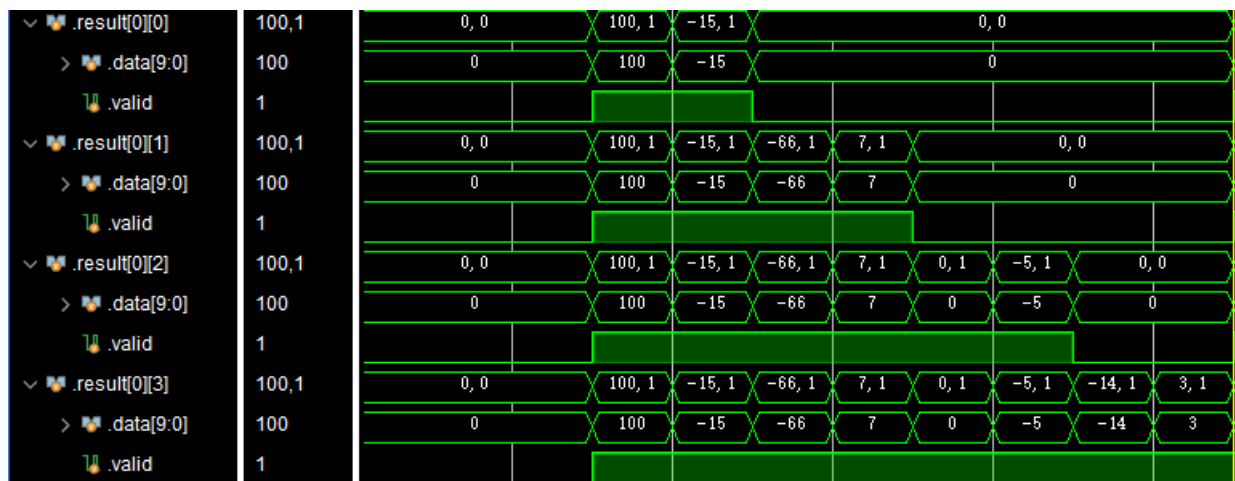 .result[0][0] 100,1 0, 0 100, 1 -15, 1 0, 0
.data[9:0] 100 0 100 -15 0
.valid 1
.result[0][1] 100,1 0, 0 100, 1 -15, 1 -66, 1 7, 1 0, 0
.data[9:0] 100 0 100 -15 -66 7 0
.valid 1
.result[0][2] 100,1 0, 0 100, 1 -15, 1 -66, 1 7, 1 0, 1 -5, 1 0, 0
.data[9:0] 100 0 100 -15 -66 7 0 -5 0
.valid 1
.result[0][3] 100,1 0, 0 100, 1 -15, 1 -66, 1 7, 1 0, 1 -5, 1 -14, 1 3, 1
.data[9:0] 100 0 100 -15 -66 7 0 -5 -14 3
.valid 1